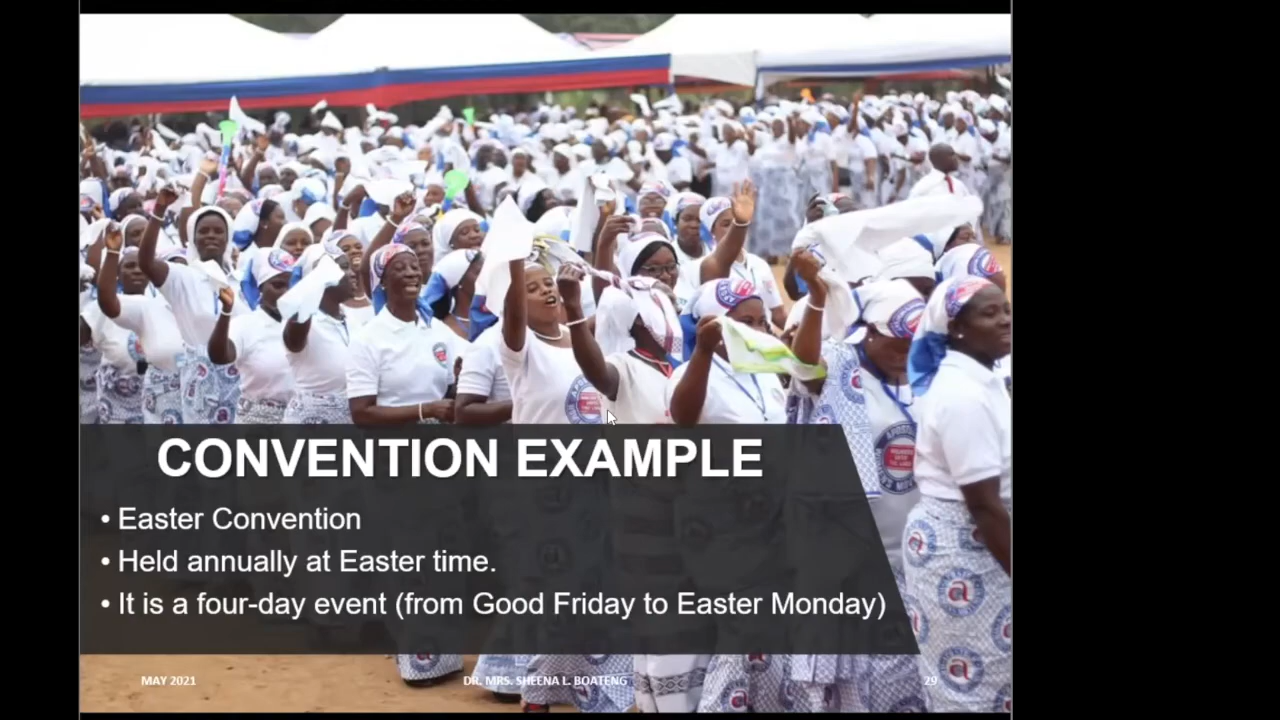 CONVENTION EXAMPLE
• Easter Convention
• Held annually at Easter time.
• It is a four-day event (from Good Friday to Easter Monday)
MAY 2021
DR. MRS. SHEENA L. BOATENG
29